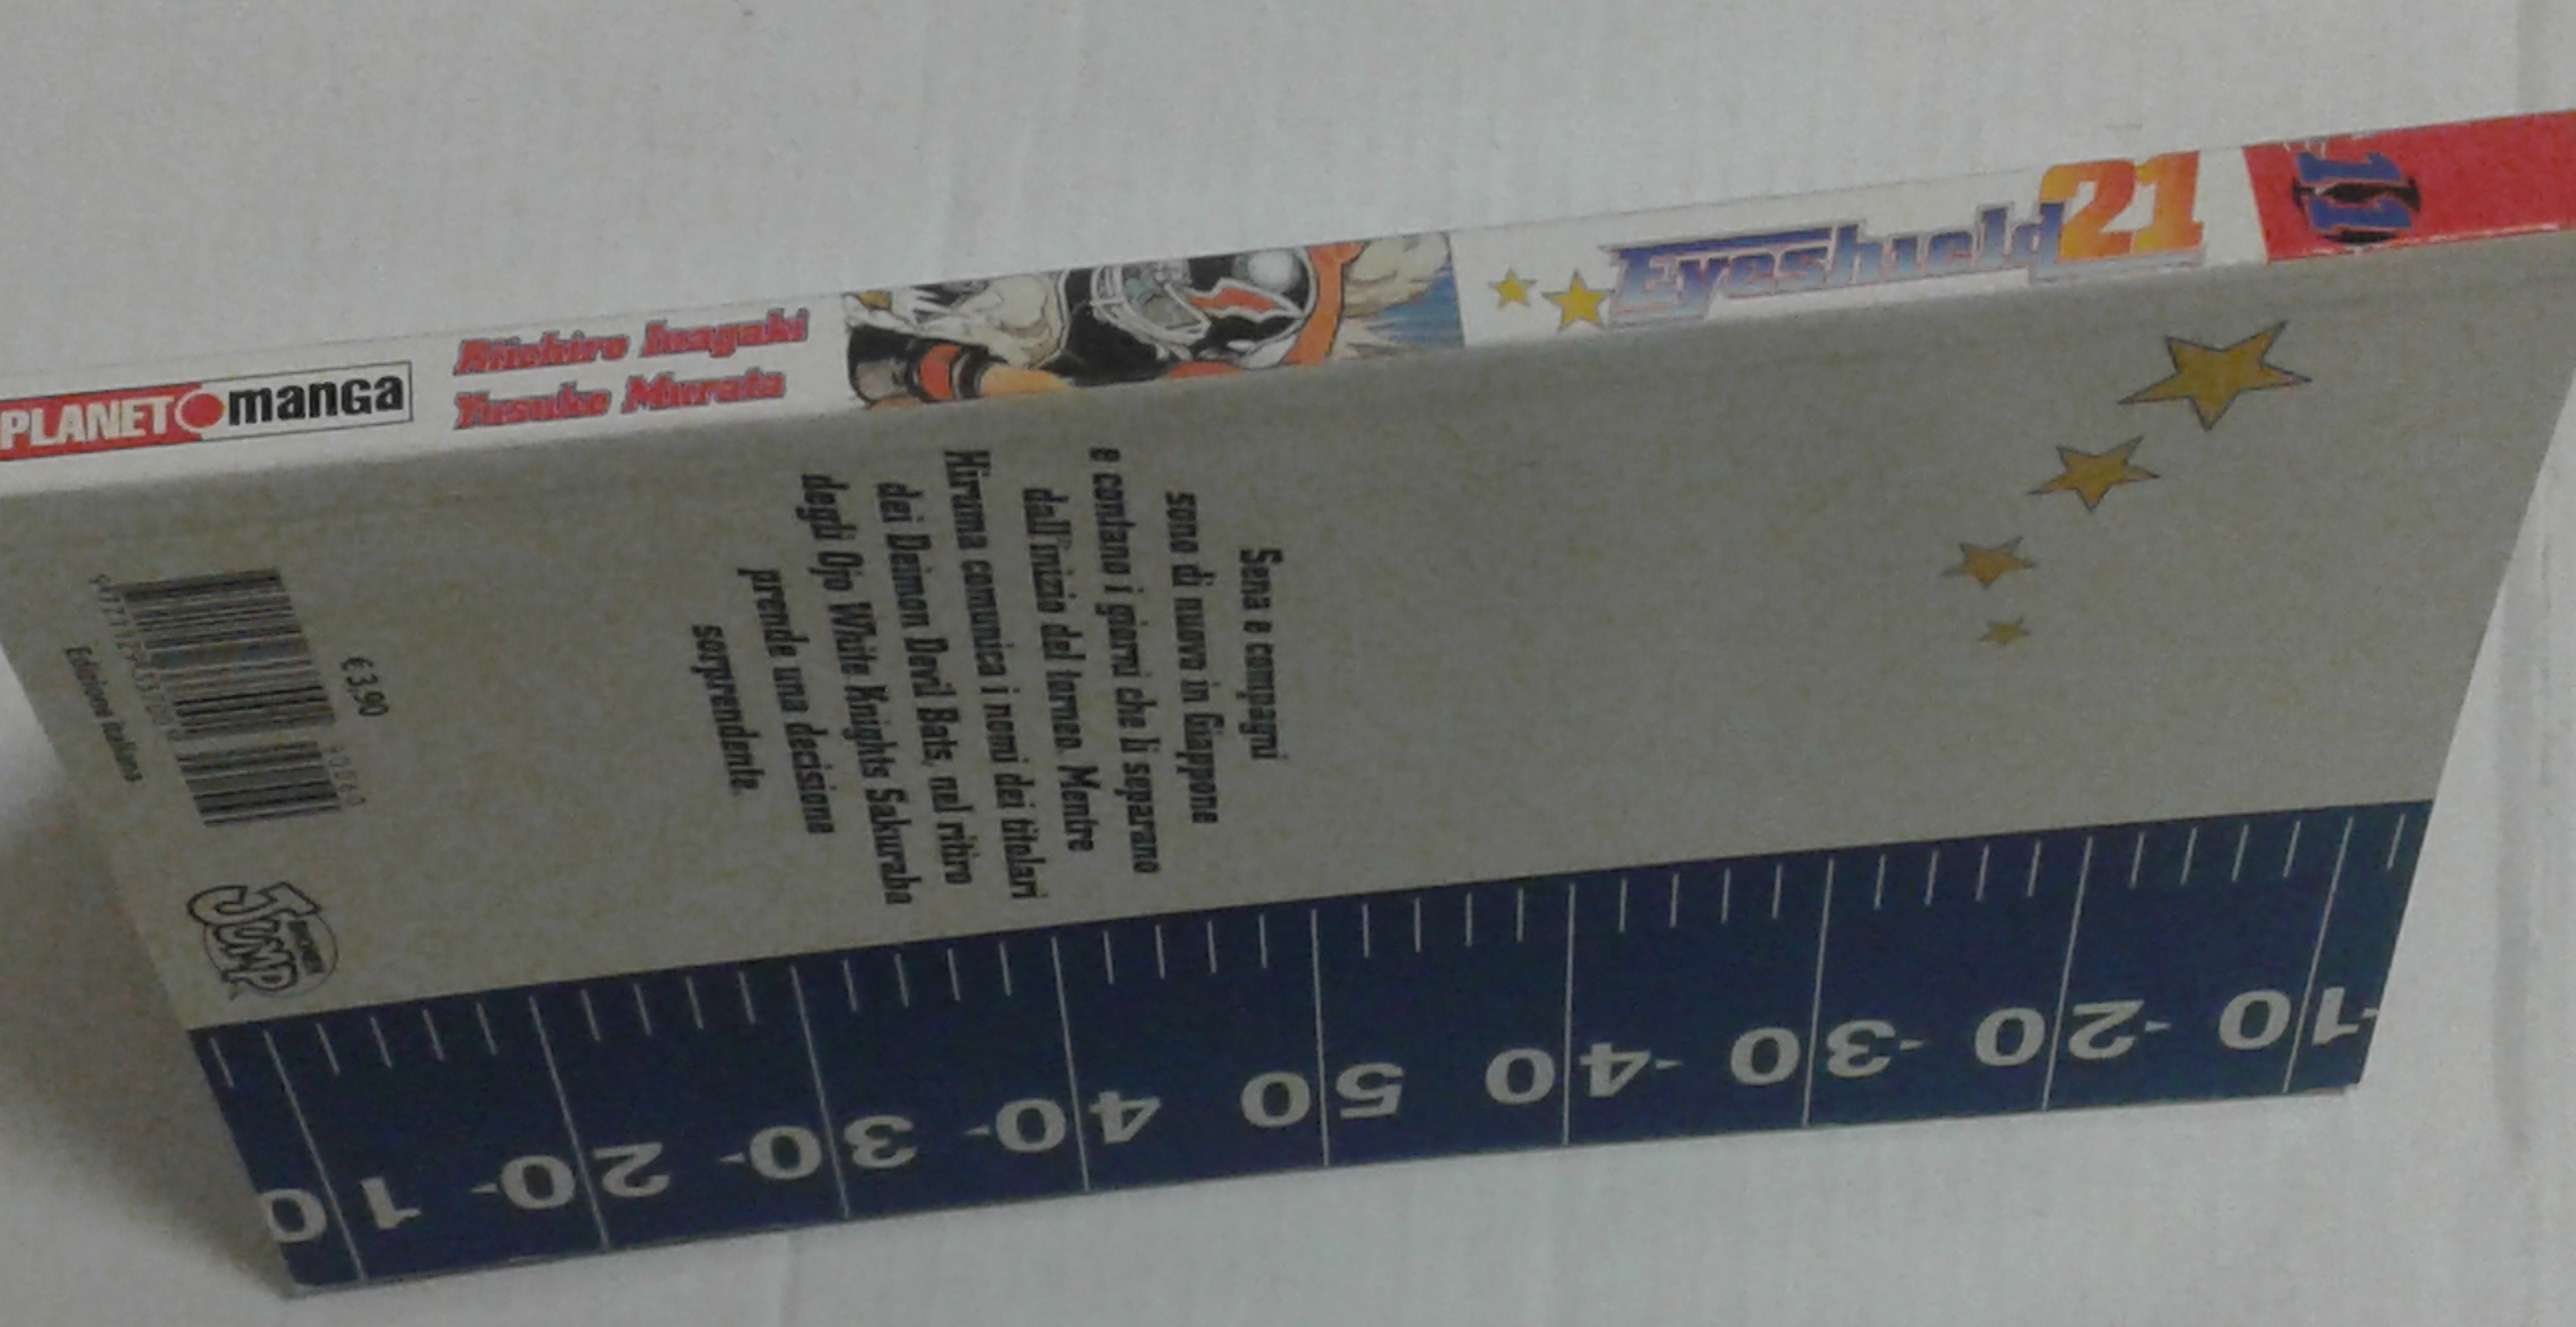 PLANET manga
Riichiro Inagaki
Yusuke Murata
Eyeshield 21
11
Sena e compagni
sono di nuovo in Giappone
e contano i giorni che li separano
dall'inizio del torneo. Mentre
Hiruma comunica i nomi dei titolari
dei Deimon Devil Bats, nel ritiro
degli Ojo White Knights Sakuraba
prende una decisione
sorprendente.
€ 3,90
Edizione italiana
JUMP
10 20 30 40 50 40 30 20 10